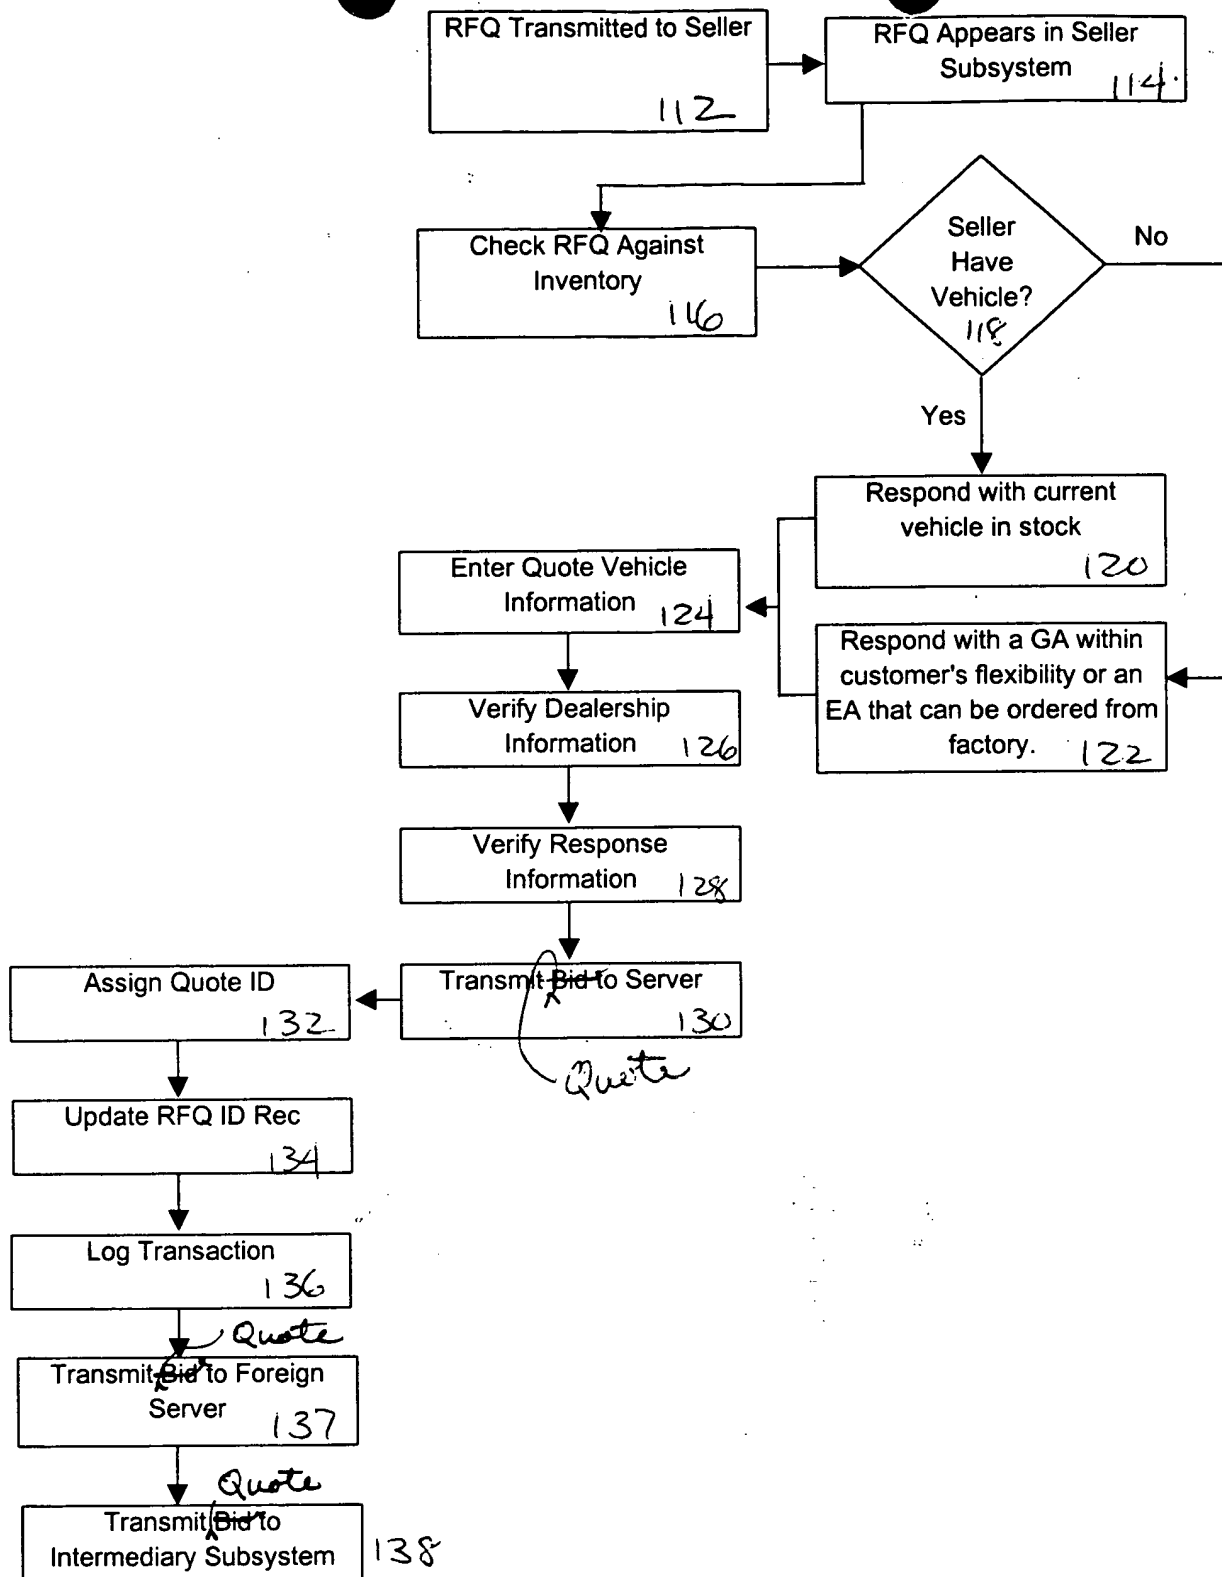 RFQ Transmitted to Seller
112
RFQ Appears in Seller
Subsystem
114
Check RFQ Against
Inventory
116
Seller
Have
Vehicle?
118
No
Yes
Respond with current
vehicle in stock
120
Respond with a GA within
customer's flexibility or an
EA that can be ordered from
factory.
122
Enter Quote Vehicle
Information
124
Verify Dealership
Information
126
Verify Response
Information
128
Transmit Bid to Server
130
Quote
Assign Quote ID
132
Update RFQ ID Rec
134
Log Transaction
136
Quote
Transmit Bid to Foreign
Server
137
Quote
Transmit Bid to
Intermediary Subsystem
138